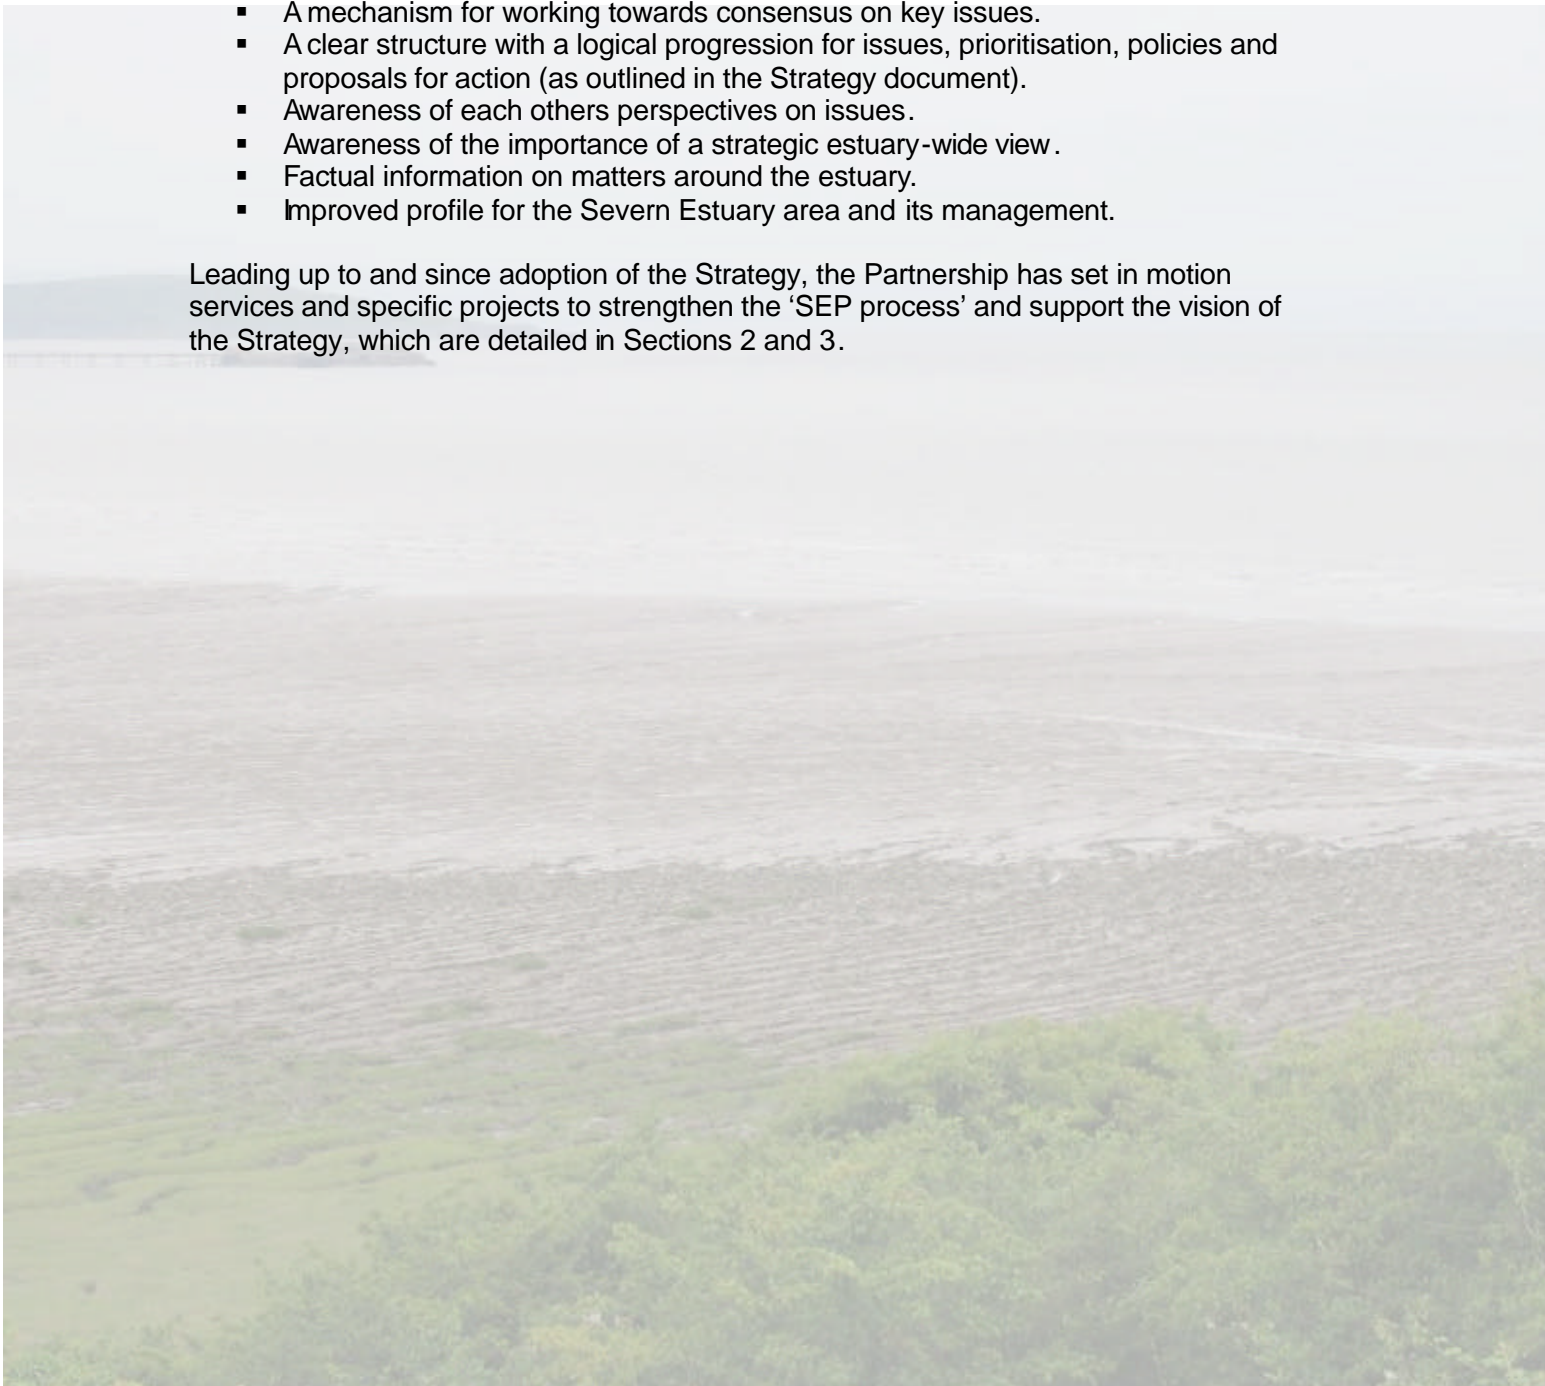 ▪ A mechanism for working towards consensus on key issues.
▪ A clear structure with a logical progression for issues, prioritisation, policies and
proposals for action (as outlined in the Strategy document).
▪ Awareness of each others perspectives on issues.
▪ Awareness of the importance of a strategic estuary-wide view.
▪ Factual information on matters around the estuary.
▪ Improved profile for the Severn Estuary area and its management.
Leading up to and since adoption of the Strategy, the Partnership has set in motion
services and specific projects to strengthen the ‘SEP process’ and support the vision of
the Strategy, which are detailed in Sections 2 and 3.